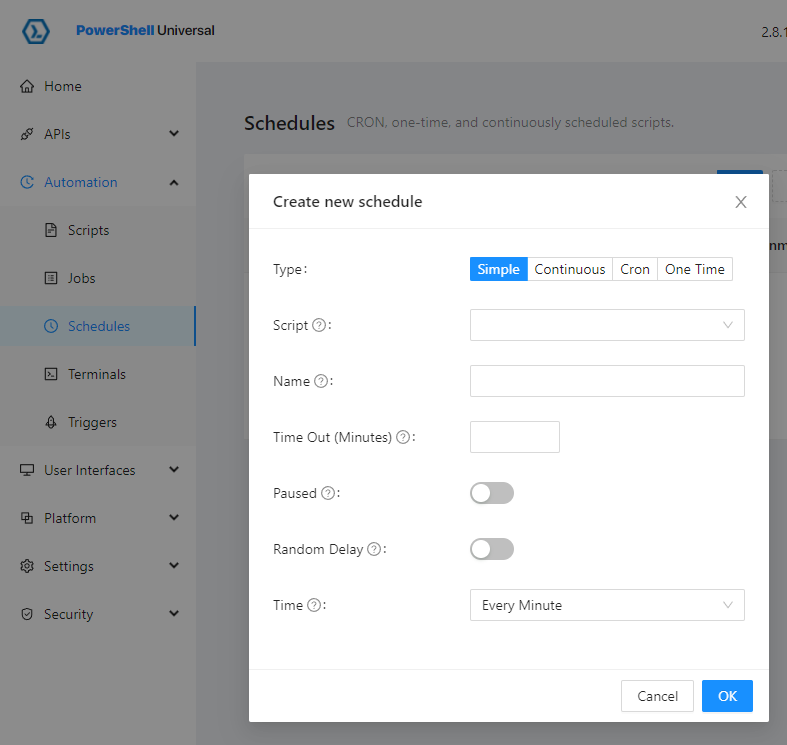 PowerShell Universal
2.8.1
Home
APIs
Automation
Scripts
Jobs
Schedules
Terminals
Triggers
User Interfaces
Platform
Settings
Security
Schedules CRON, one-time, and continuously scheduled scripts.
Create new schedule
Type: Simple Continuous Cron One Time
Script ?:
Name ?:
Time Out (Minutes) ?:
Paused ?:
Random Delay ?:
Time ?: Every Minute
Cancel OK